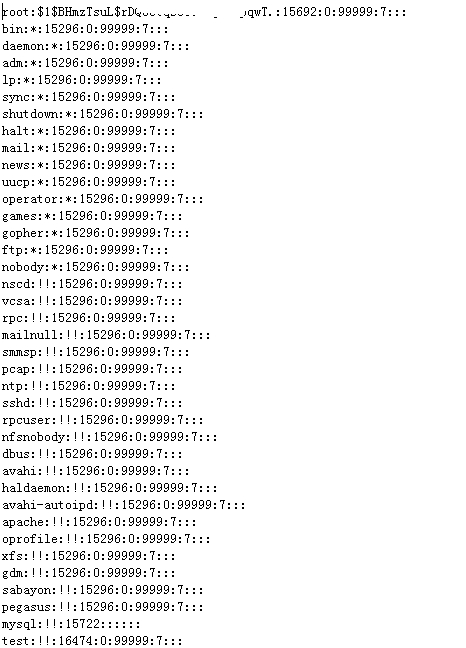 root:$1$BHmzTsuL$rDQ qwT.:15692:0:99999:7:::
bin:*:15296:0:99999:7:::
daemon:*:15296:0:99999:7:::
adm:*:15296:0:99999:7:::
lp:*:15296:0:99999:7:::
sync:*:15296:0:99999:7:::
shutdown:*:15296:0:99999:7:::
halt:*:15296:0:99999:7:::
mail:*:15296:0:99999:7:::
news:*:15296:0:99999:7:::
uucp:*:15296:0:99999:7:::
operator:*:15296:0:99999:7:::
games:*:15296:0:99999:7:::
gopher:*:15296:0:99999:7:::
ftp:*:15296:0:99999:7:::
nobody:*:15296:0:99999:7:::
nscd:!!:15296:0:99999:7:::
vcsa:!!:15296:0:99999:7:::
rpc:!!:15296:0:99999:7:::
mailnull:!!:15296:0:99999:7:::
smmsp:!!:15296:0:99999:7:::
pcap:!!:15296:0:99999:7:::
ntp:!!:15296:0:99999:7:::
sshd:!!:15296:0:99999:7:::
rpcuser:!!:15296:0:99999:7:::
nfsnobody:!!:15296:0:99999:7:::
dbus:!!:15296:0:99999:7:::
avahi:!!:15296:0:99999:7:::
haldaemon:!!:15296:0:99999:7:::
avahi-autoipd:!!:15296:0:99999:7:::
apache:!!:15296:0:99999:7:::
oprofile:!!:15296:0:99999:7:::
xfs:!!:15296:0:99999:7:::
gdm:!!:15296:0:99999:7:::
sabayon:!!:15296:0:99999:7:::
pegasus:!!:15296:0:99999:7:::
mysql:!!:15722::::::
test:!!:16474:0:99999:7:::